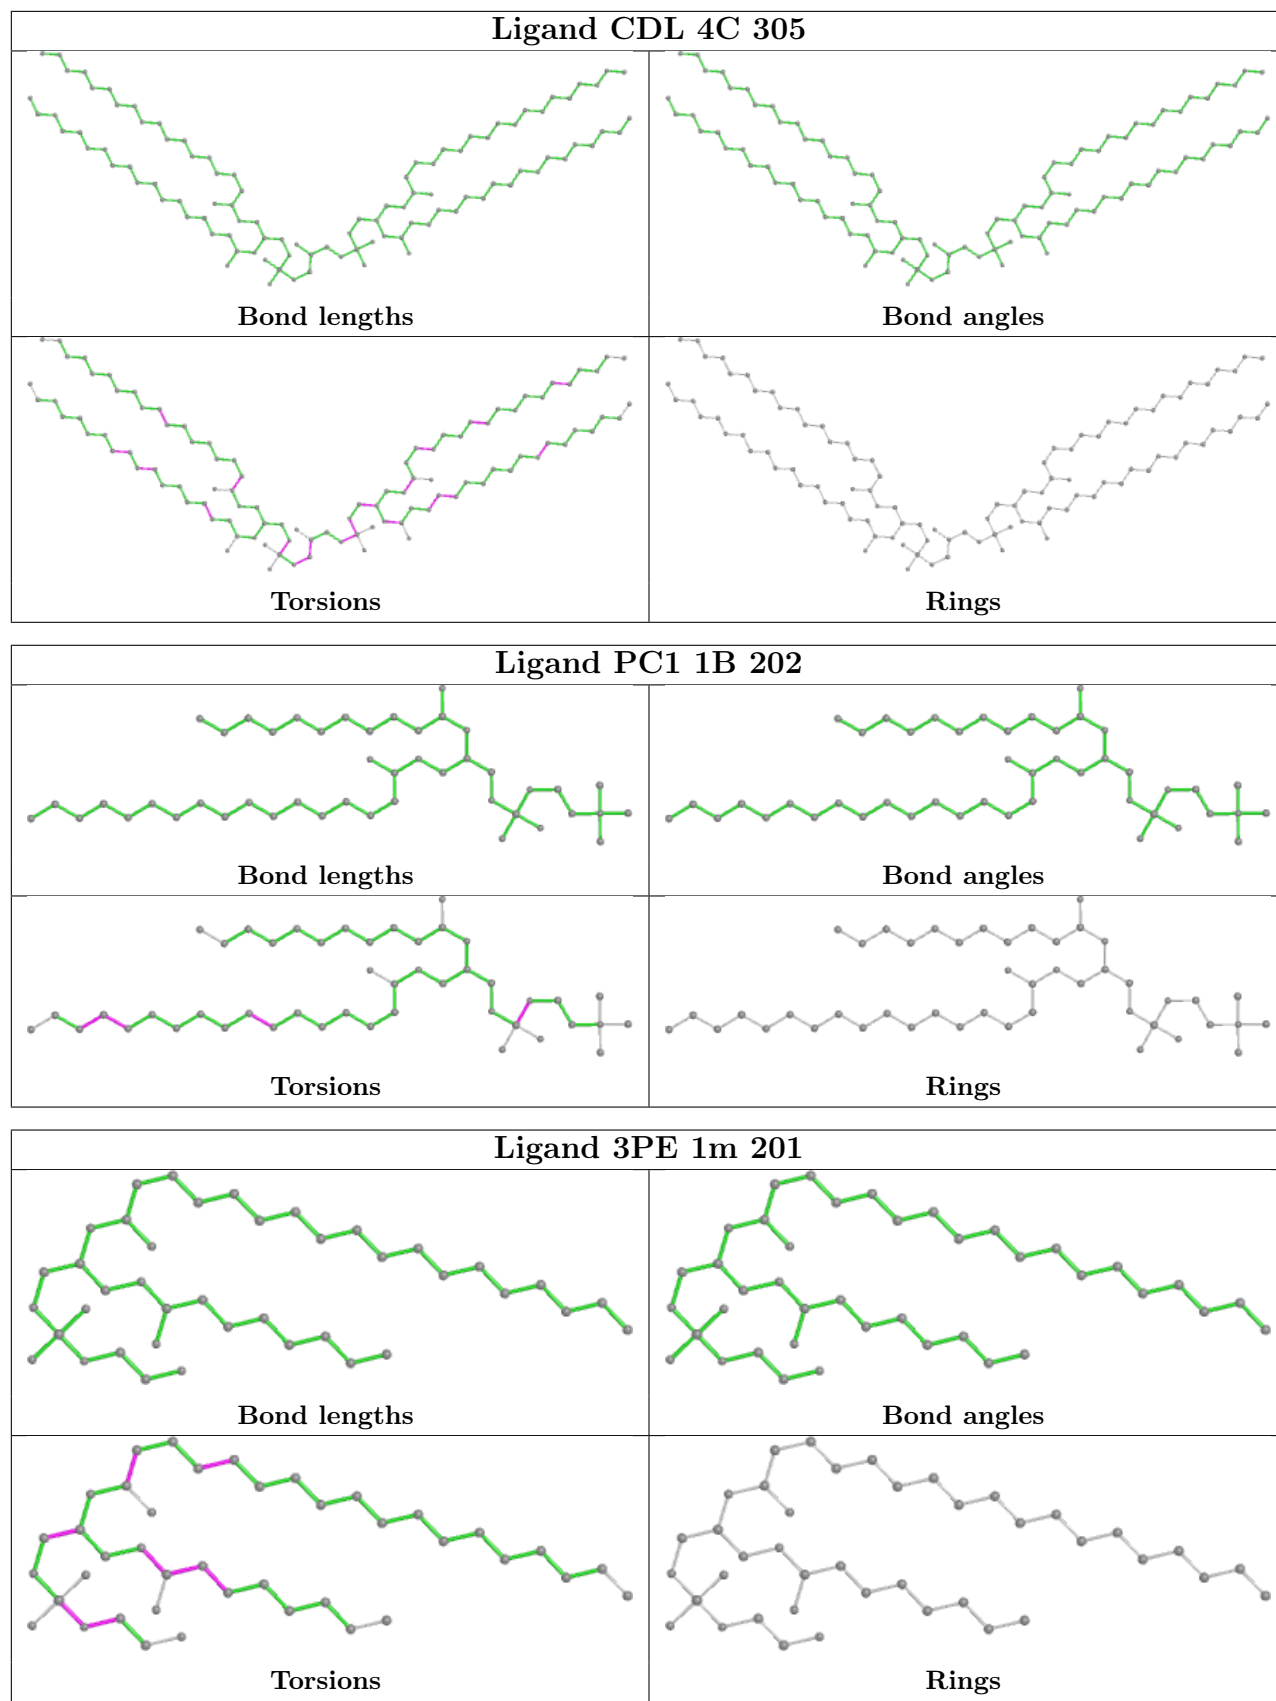 Ligand CDL 4C 305
Bond lengths
Bond angles
Torsions
Rings
Ligand PC1 1B 202
Bond lengths
Bond angles
Torsions
Rings
Ligand 3PE 1m 201
Bond lengths
Bond angles
Torsions
Rings